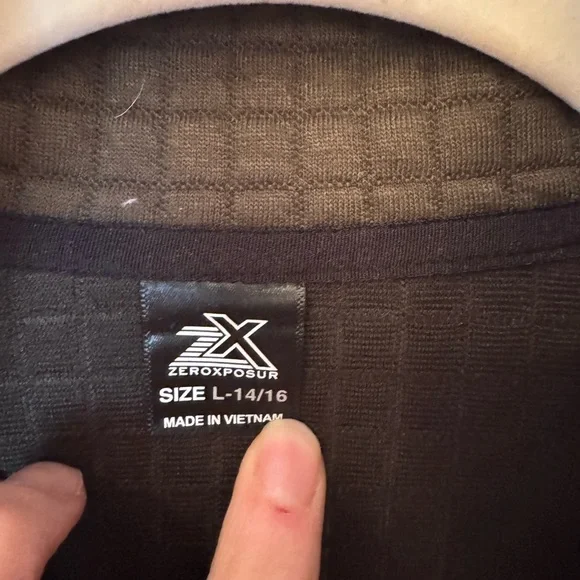 ZX
ZEROXPOSUR
SIZE L-14/16
MADE IN VIETNAM